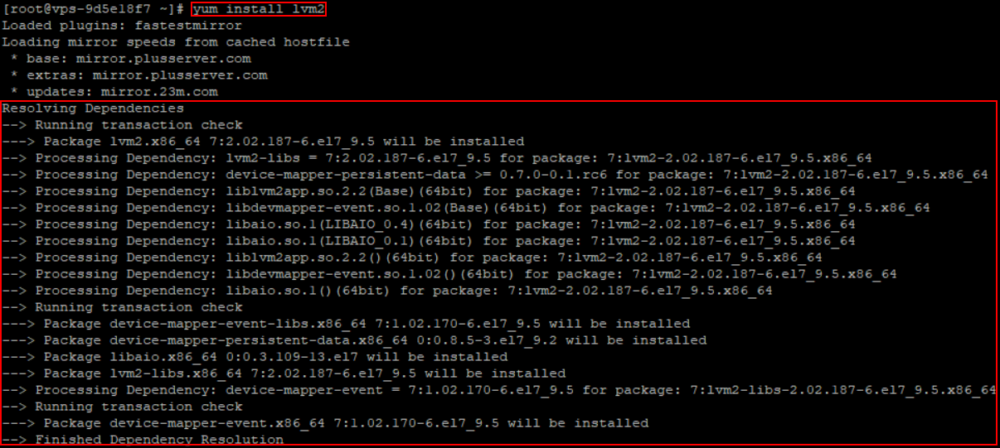 [root@vps-9d5e18f7 ~]# yum install lvm2
Loaded plugins: fastestmirror
Loading mirror speeds from cached hostfile
 * base: mirror.plusserver.com
 * extras: mirror.plusserver.com
 * updates: mirror.23m.com
Resolving Dependencies
--> Running transaction check
---> Package lvm2.x86_64 7:2.02.187-6.el7_9.5 will be installed
--> Processing Dependency: lvm2-libs = 7:2.02.187-6.el7_9.5 for package: 7:lvm2-2.02.187-6.el7_9.5.x86_64
--> Processing Dependency: device-mapper-persistent-data >= 0.7.0-0.1.rc6 for package: 7:lvm2-2.02.187-6.el7_9.5.x86_64
--> Processing Dependency: liblvm2app.so.2.2(Base)(64bit) for package: 7:lvm2-2.02.187-6.el7_9.5.x86_64
--> Processing Dependency: libdevmapper-event.so.1.02(Base)(64bit) for package: 7:lvm2-2.02.187-6.el7_9.5.x86_64
--> Processing Dependency: libaio.so.1(LIBAIO_0.4)(64bit) for package: 7:lvm2-2.02.187-6.el7_9.5.x86_64
--> Processing Dependency: libaio.so.1(LIBAIO_0.1)(64bit) for package: 7:lvm2-2.02.187-6.el7_9.5.x86_64
--> Processing Dependency: liblvm2app.so.2.2()(64bit) for package: 7:lvm2-2.02.187-6.el7_9.5.x86_64
--> Processing Dependency: libdevmapper-event.so.1.02()(64bit) for package: 7:lvm2-2.02.187-6.el7_9.5.x86_64
--> Processing Dependency: libaio.so.1()(64bit) for package: 7:lvm2-2.02.187-6.el7_9.5.x86_64
--> Running transaction check
---> Package device-mapper-event-libs.x86_64 7:1.02.170-6.el7_9.5 will be installed
---> Package device-mapper-persistent-data.x86_64 0:0.8.5-3.el7_9.2 will be installed
---> Package libaio.x86_64 0:0.3.109-13.el7 will be installed
---> Package lvm2-libs.x86_64 7:2.02.187-6.el7_9.5 will be installed
--> Processing Dependency: device-mapper-event = 7:1.02.170-6.el7_9.5 for package: 7:lvm2-libs-2.02.187-6.el7_9.5.x86_64
--> Running transaction check
---> Package device-mapper-event.x86_64 7:1.02.170-6.el7_9.5 will be installed
--> Finished Dependency Resolution